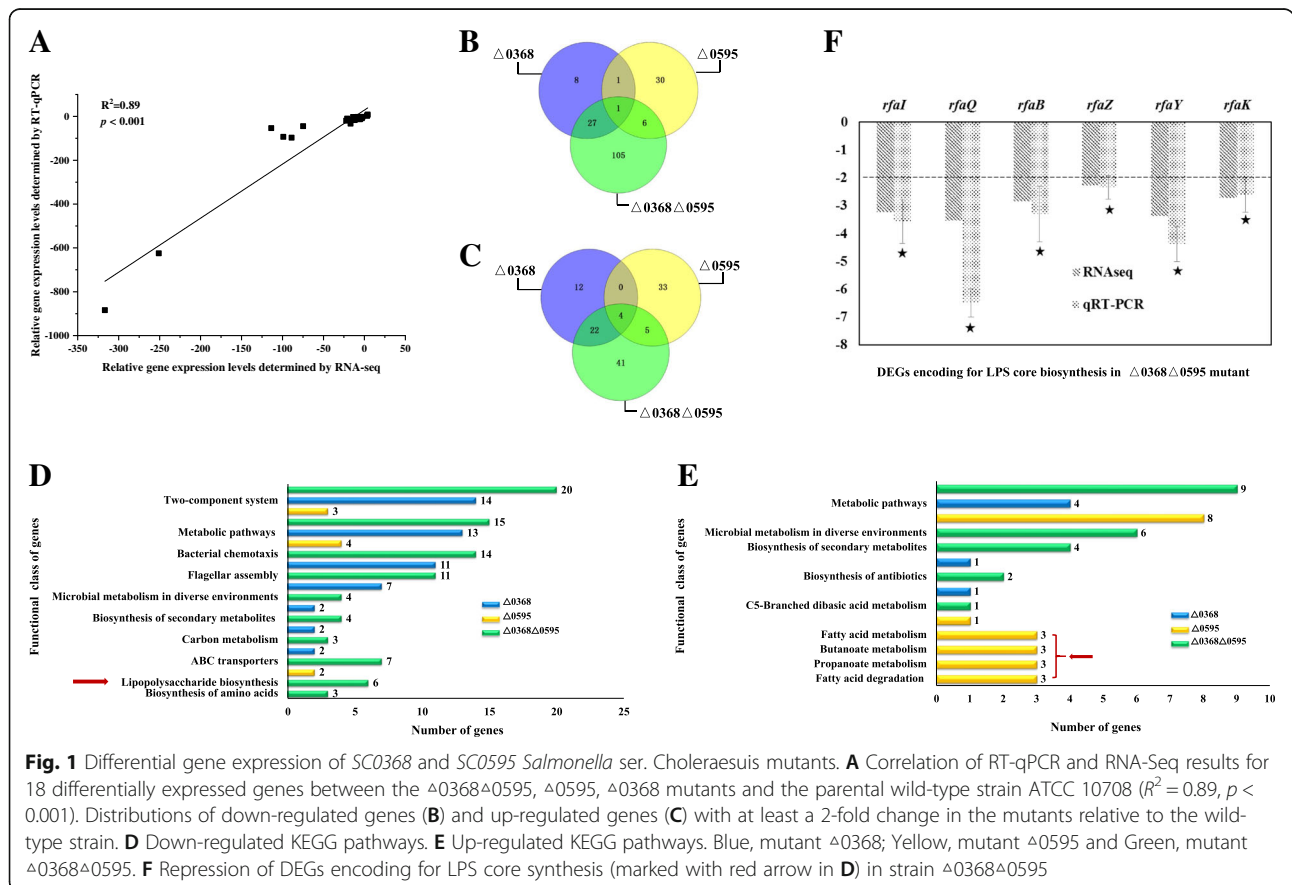 A
R²=0.89
p < 0.001
Relative gene expression levels determined by RT-qPCR
200
0
-200
-400
-600
-800
-1000
-350 -300 -250 -200 -150 -100 -50 0 50
Relative gene expression levels determined by RNA-seq
B
△0368
△0595
8
1
30
1
27
6
105
△0368△0595
C
△0368
△0595
12
0
33
4
22
5
41
△0368△0595
F
rfaI rfaQ rfaB rfaZ rfaY rfaK
0
-1
-2
-3
-4
-5
-6
-7
-8
RNAseq
qRT-PCR
DEGs encoding for LPS core biosynthesis in △0368△0595 mutant
D
Functional class of genes
20
Two-component system 14
3
15
Metabolic pathways 13
4
Bacterial chemotaxis 14
11
Flagellar assembly 11
7
Microbial metabolism in diverse environments 4
2
Biosynthesis of secondary metabolites 4
2
Carbon metabolism 3
2
ABC transporters 7
2
Lipopolysaccharide biosynthesis 6
Biosynthesis of amino acids 3
△0368
△0595
△0368△0595
0 5 10 15 20 25
Number of genes
E
Functional class of genes
9
Metabolic pathways 4
8
Microbial metabolism in diverse environments 6
Biosynthesis of secondary metabolites 4
1
Biosynthesis of antibiotics 2
1
C5-Branched dibasic acid metabolism 1
1
Fatty acid metabolism 3
Butanoate metabolism 3
Propanoate metabolism 3
Fatty acid degradation 3
△0368
△0595
△0368△0595
0 1 2 3 4 5 6 7 8 9 10
Number of genes
Fig. 1 Differential gene expression of SC0368 and SC0595 Salmonella ser. Choleraesuis mutants. A Correlation of RT-qPCR and RNA-Seq results for
18 differentially expressed genes between the △0368△0595, △0595, △0368 mutants and the parental wild-type strain ATCC 10708 (R² = 0.89, p <
0.001). Distributions of down-regulated genes (B) and up-regulated genes (C) with at least a 2-fold change in the mutants relative to the wild-
type strain. D Down-regulated KEGG pathways. E Up-regulated KEGG pathways. Blue, mutant △0368; Yellow, mutant △0595 and Green, mutant
△0368△0595. F Repression of DEGs encoding for LPS core synthesis (marked with red arrow in D) in strain △0368△0595